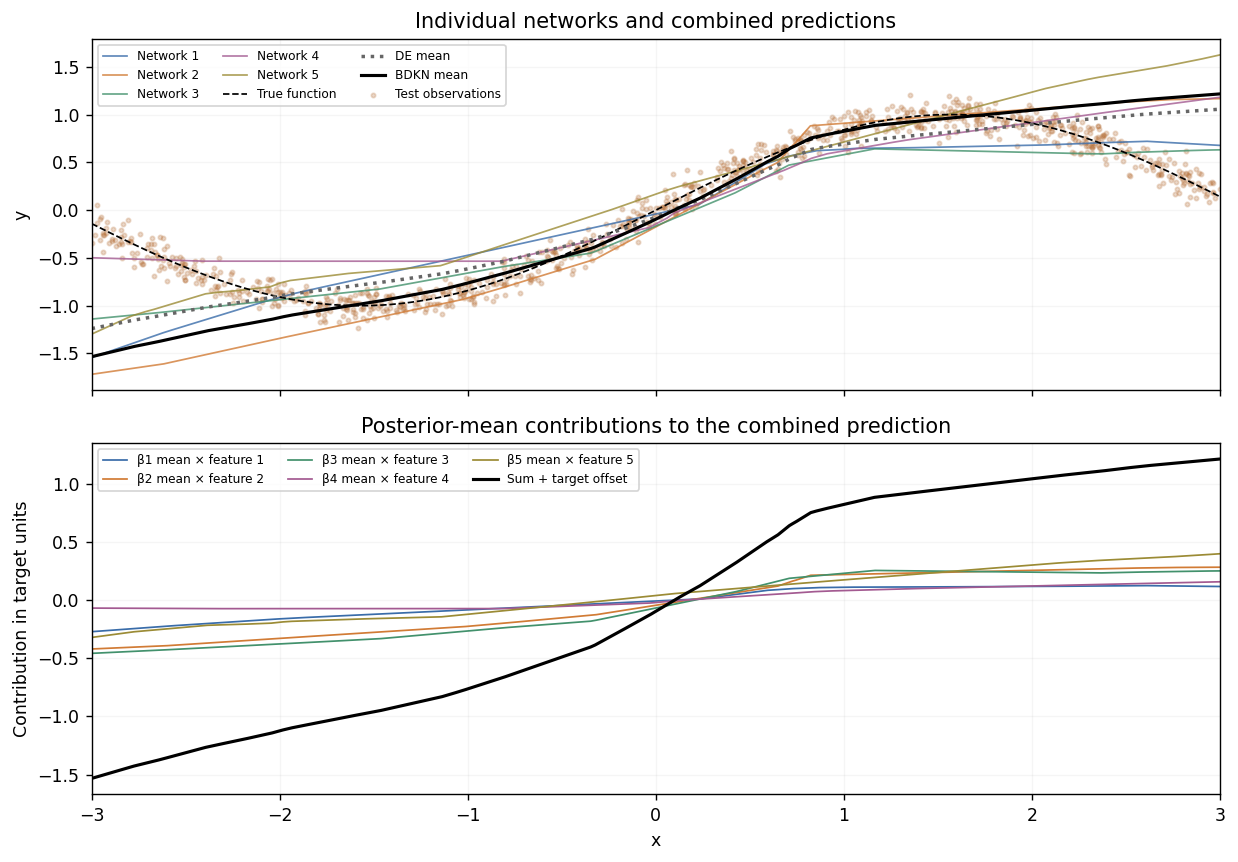 Individual networks and combined predictions
Network 1
Network 2
Network 3
Network 4
Network 5
True function
DE mean
BDKN mean
Test observations
y
1.5
1.0
0.5
0.0
−0.5
−1.0
−1.5
Posterior-mean contributions to the combined prediction
β1 mean × feature 1
β2 mean × feature 2
β3 mean × feature 3
β4 mean × feature 4
β5 mean × feature 5
Sum + target offset
Contribution in target units
1.0
0.5
0.0
−0.5
−1.0
−1.5
−3 −2 −1 0 1 2 3
x